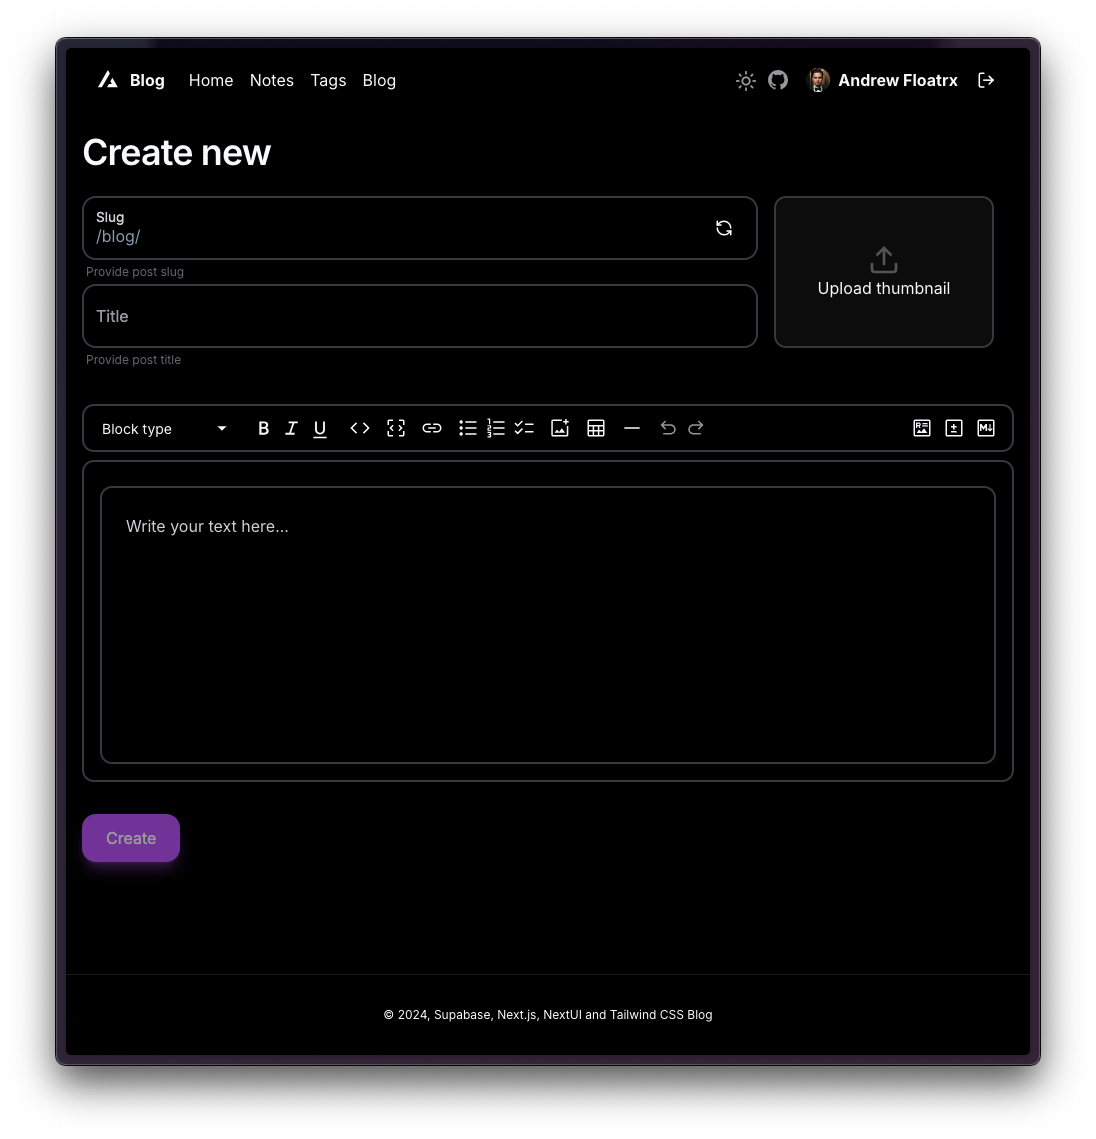 Blog Home Notes Tags Blog Andrew Floatrx
Create new
Slug
/blog/
Provide post slug
Title
Provide post title
Upload thumbnail
Block type B I U
Write your text here...
Create
© 2024, Supabase, Next.js, NextUI and Tailwind CSS Blog